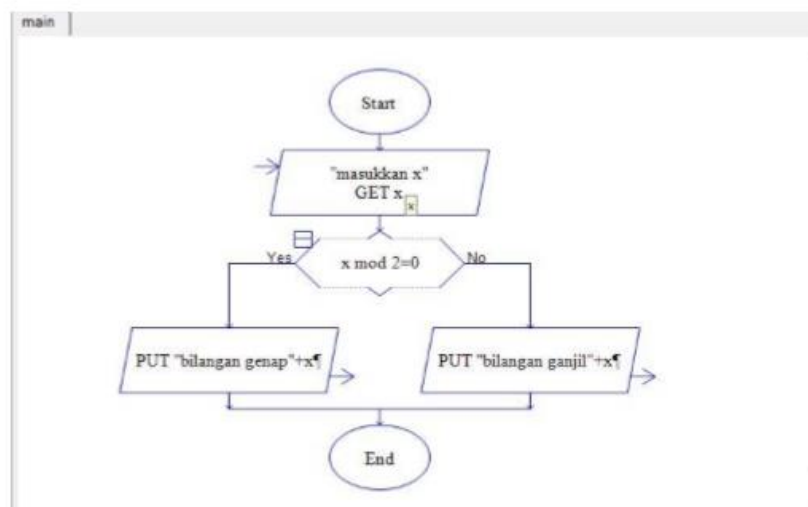 main
Start
"masukkan x"
GET x
x
Yes
x mod 2=0
No
PUT "bilangan genap"+x¶
PUT "bilangan ganjil"+x¶
End